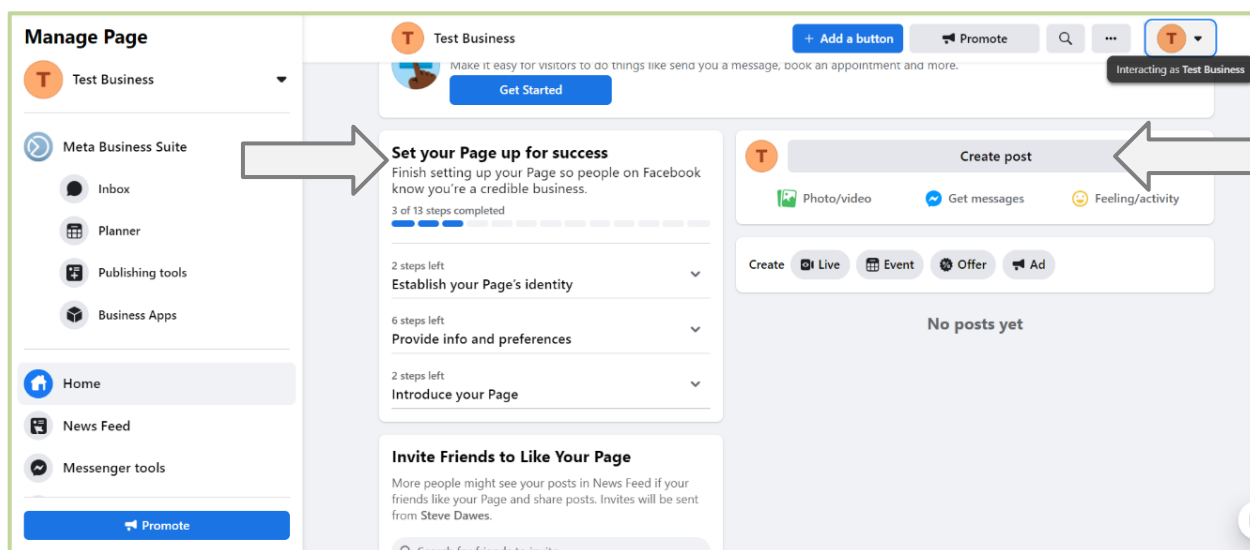 Manage Page
T
Test Business
Meta Business Suite
Inbox
Planner
Publishing tools
Business Apps
Home
News Feed
Messenger tools
Promote
T
Test Business
+ Add a button
Promote
T
Interacting as Test Business
Make it easy for visitors to do things like send you a message, book an appointment and more.
Get Started
Set your Page up for success
Finish setting up your Page so people on Facebook
know you're a credible business.
3 of 13 steps completed
2 steps left
Establish your Page's identity
6 steps left
Provide info and preferences
2 steps left
Introduce your Page
Invite Friends to Like Your Page
More people might see your posts in News Feed if your
friends like your Page and share posts. Invites will be sent
from Steve Dawes.
Search for friends to invite
T
Create post
Photo/video
Get messages
Feeling/activity
Create
Live
Event
Offer
Ad
No posts yet